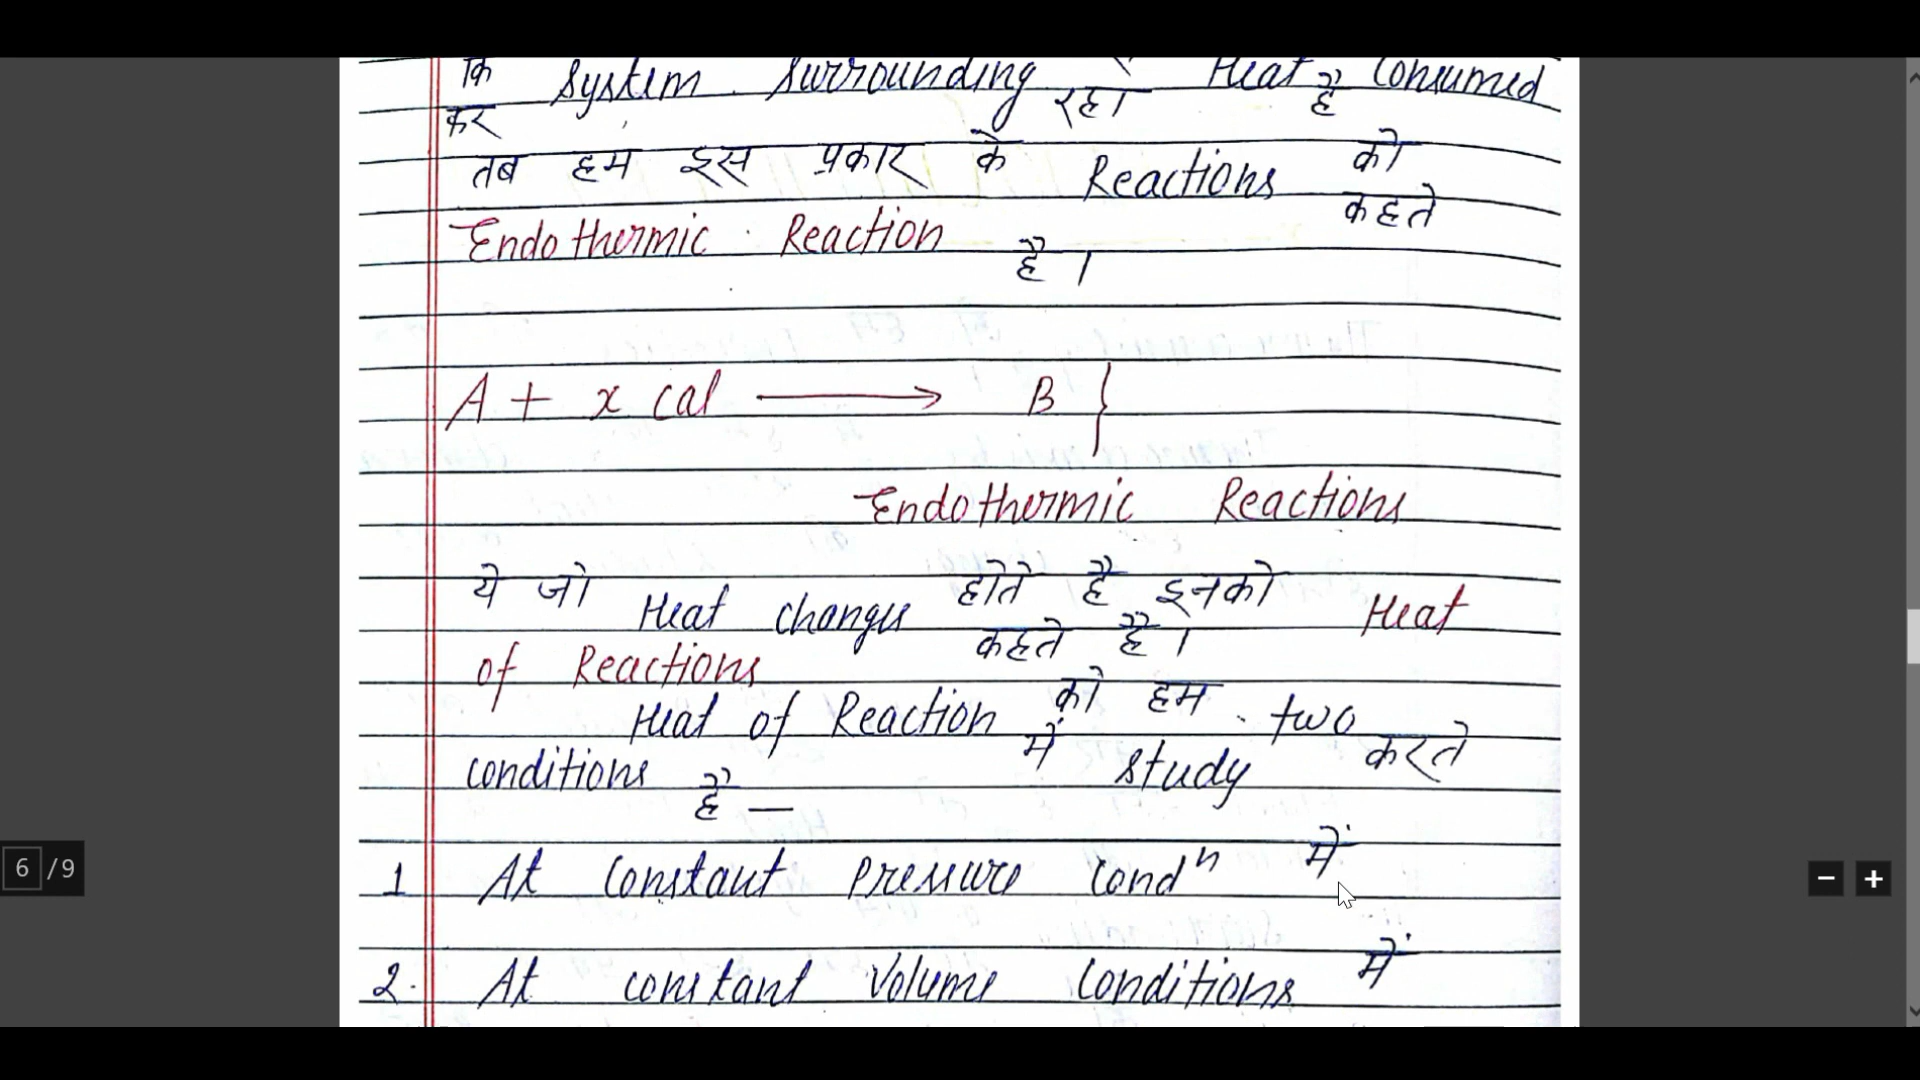 कि System Surrounding Heat Consumed
कर रहा है
तब हम इस प्रकार के Reactions को
Endothermic Reaction कहते
है ।
A + x cal ⟶ B }
Endothermic Reactions
ये जो Heat changes होते है इनको Heat
of Reactions कहते है ।
Heat of Reaction को हम two
conditions में study करते
है —
1 At Constant Pressure Condⁿ में
2. At constant Volume Conditions में
6 / 9
− +